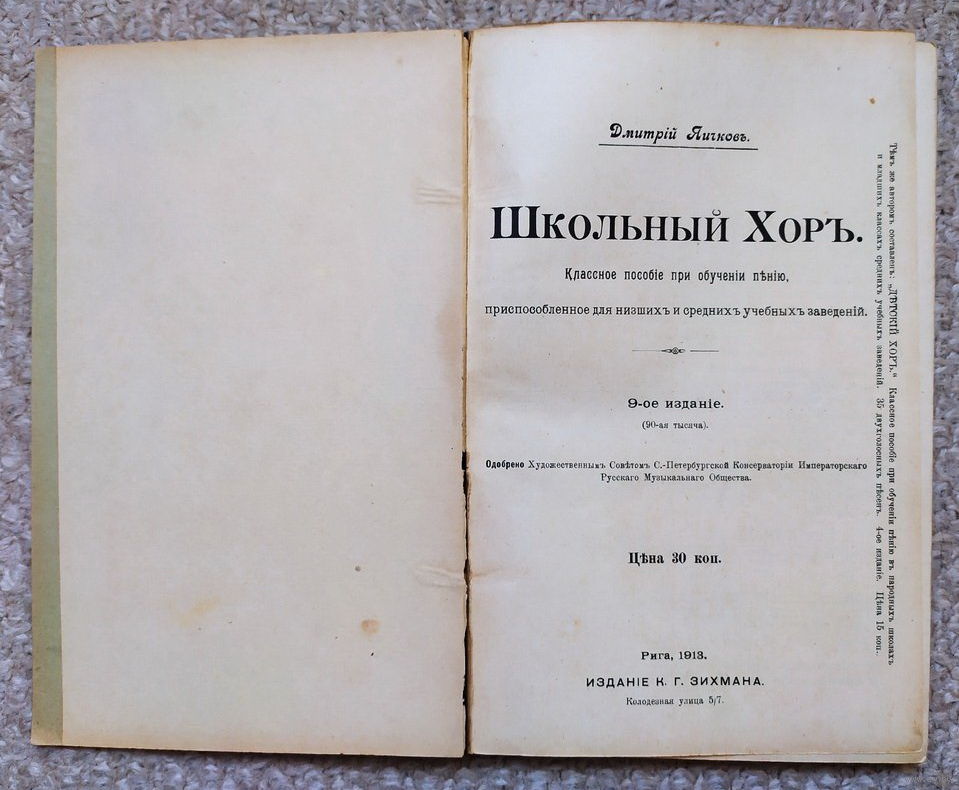 Дмитрій Яичковъ.
Школьный Хоръ.
Классное пособіе при обученіи пѣнію,
приспособленное для низшихъ и среднихъ учебныхъ заведеній.
9-ое изданіе.
(90-ая тысяча).
Одобрено Художественнымъ Совѣтомъ С.-Петербургской Консерваторіи Императорскаго
Русскаго Музыкальнаго Общества.
Цѣна 30 коп.
Рига, 1913.
ИЗДАНІЕ К. Г. ЗИХМАНА.
Колодезная улица 5/7.
Тѣмъ же авторомъ составленъ: „ДѢТСКІЙ ХОРЪ.“ Классное пособіе при обученіи пѣнію въ народныхъ школахъ
и младшихъ классахъ среднихъ учебныхъ заведеній. 35 двухголосныхъ пѣсенъ. 4-ое изданіе. Цѣна 15 коп.